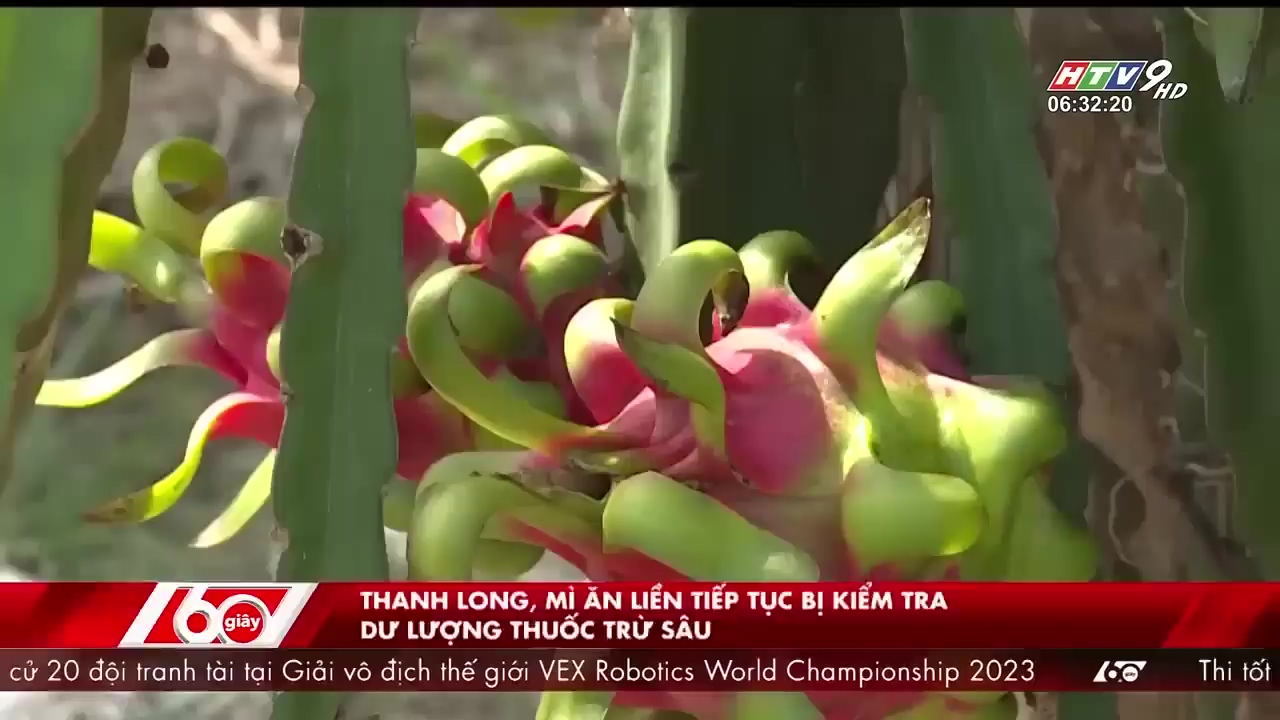 HTV9 HD
06:32:20
60 giây
THANH LONG, MÌ ĂN LIỀN TIẾP TỤC BỊ KIỂM TRA
DƯ LƯỢNG THUỐC TRỪ SÂU
cử 20 đội tranh tài tại Giải vô địch thế giới VEX Robotics World Championship 2023 60 Thi tốt